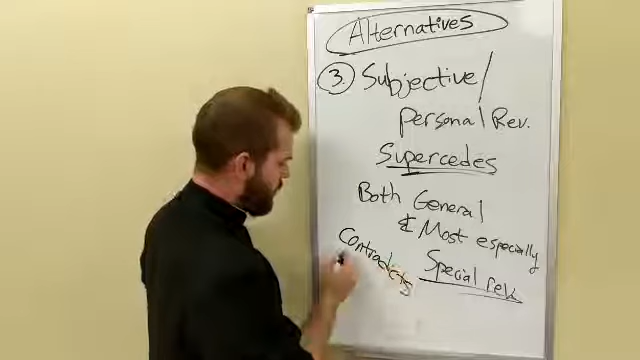 Alternatives
3. Subjective/
Personal Rev.
Supercedes
Both General
& Most especially
Special rev.
Contradicts